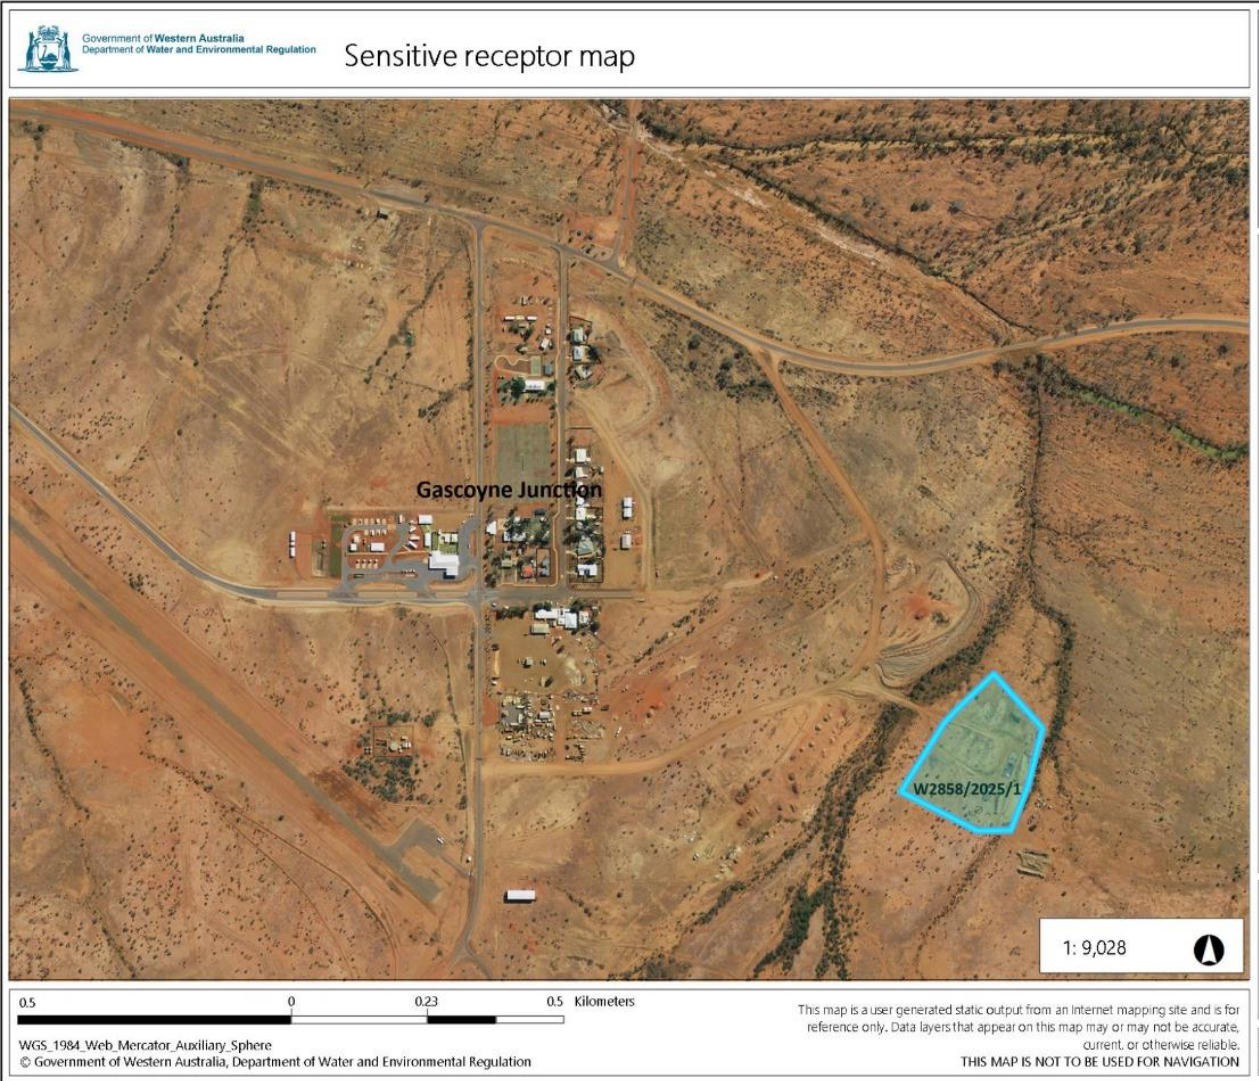 Government of Western Australia
Department of Water and Environmental Regulation
Sensitive receptor map
Gascoyne Junction
W2858/2025/1
1: 9,028
0.5 0 0.23 0.5 Kilometers
WGS_1984_Web_Mercator_Auxiliary_Sphere
© Government of Western Australia, Department of Water and Environmental Regulation
This map is a user generated static output from an Internet mapping site and is for
reference only. Data layers that appear on this map may or may not be accurate,
current, or otherwise reliable.
THIS MAP IS NOT TO BE USED FOR NAVIGATION